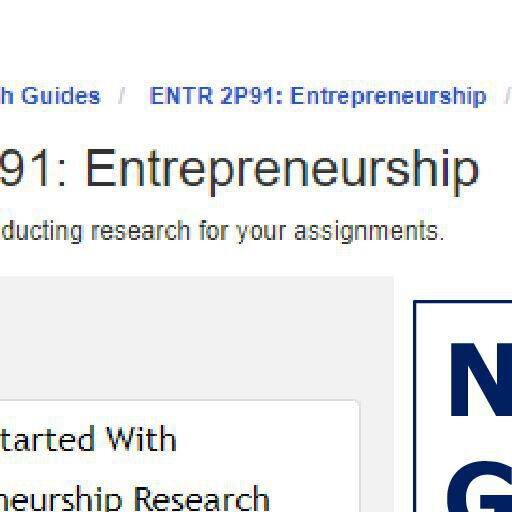 h Guides / ENTR 2P91: Entrepreneurship /
91: Entrepreneurship
ducting research for your assignments.
N
tarted With
G
neurship Research